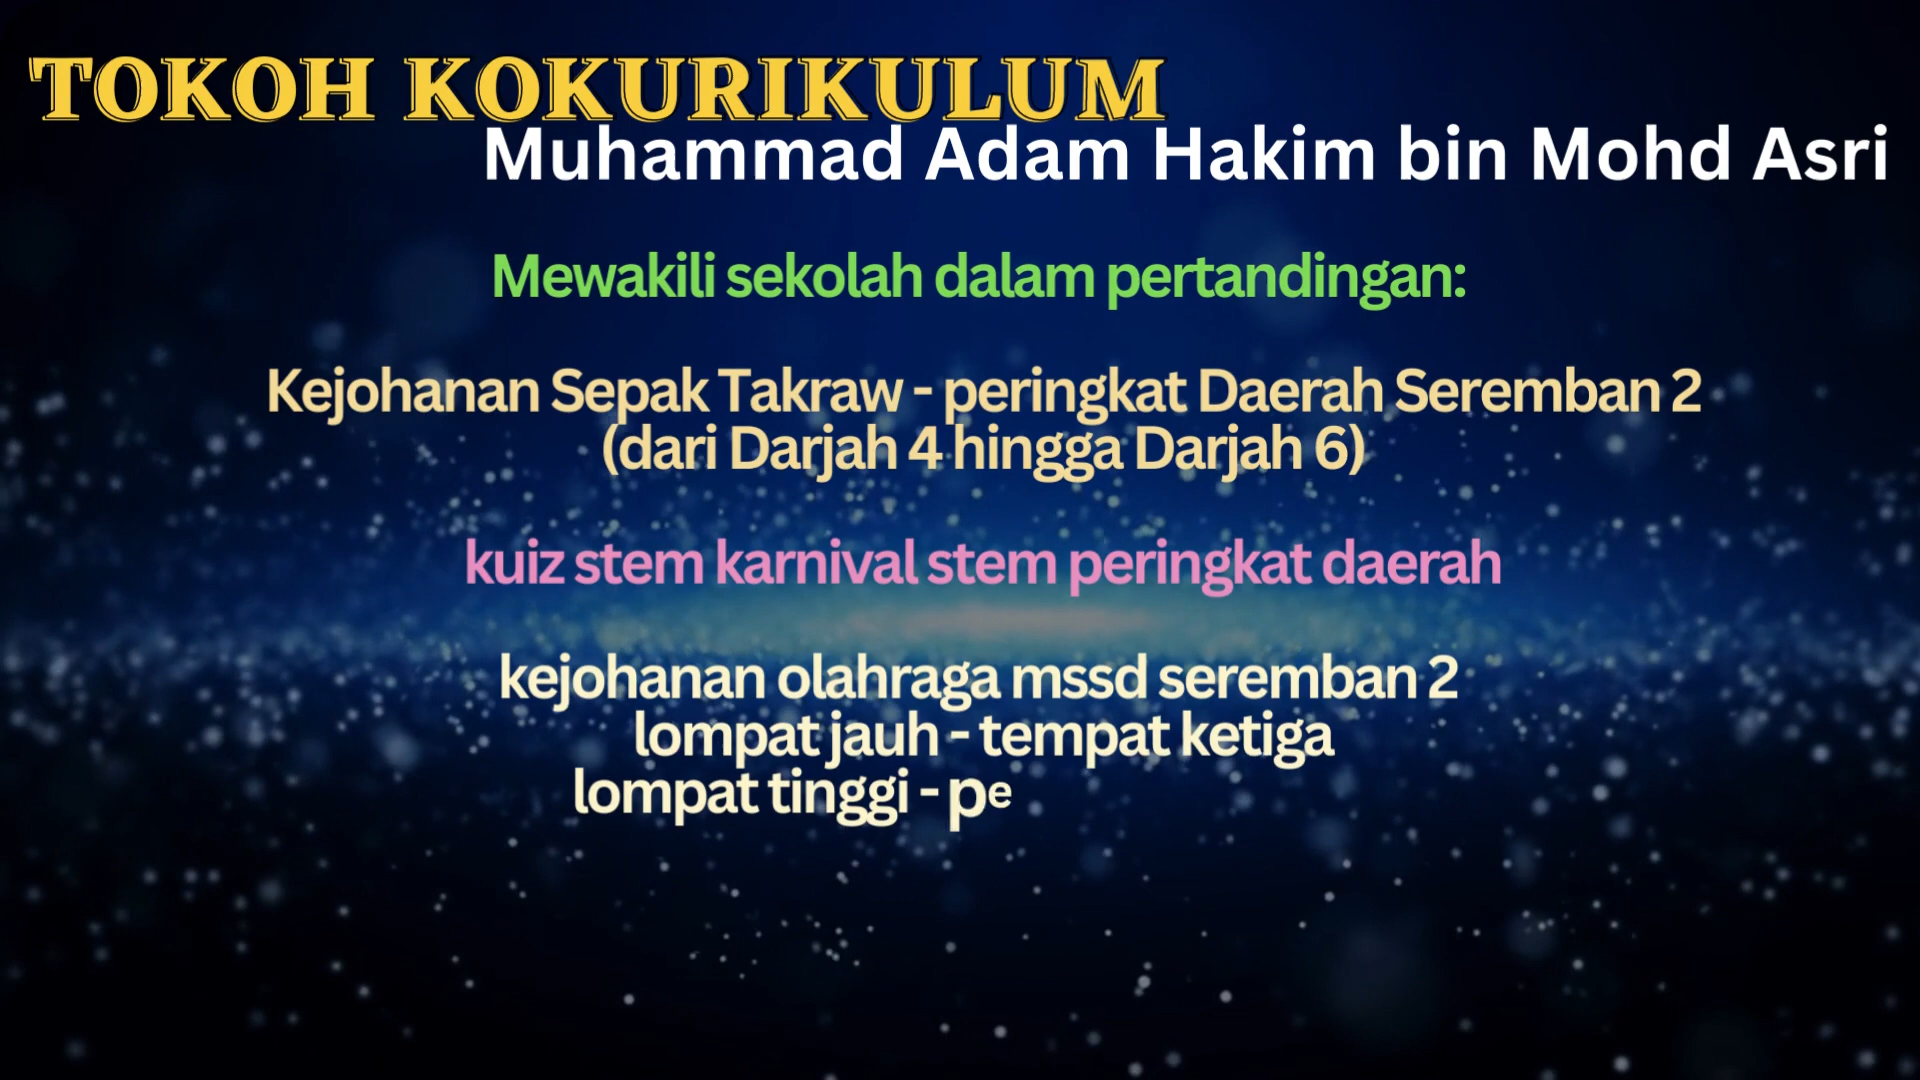 TOKOH KOKURIKULUM
Muhammad Adam Hakim bin Mohd Asri
Mewakili sekolah dalam pertandingan:
Kejohanan Sepak Takraw - peringkat Daerah Seremban 2
(dari Darjah 4 hingga Darjah 6)
kuiz stem karnival stem peringkat daerah
kejohanan olahraga mssd seremban 2
lompat jauh - tempat ketiga
lompat tinggi - pe